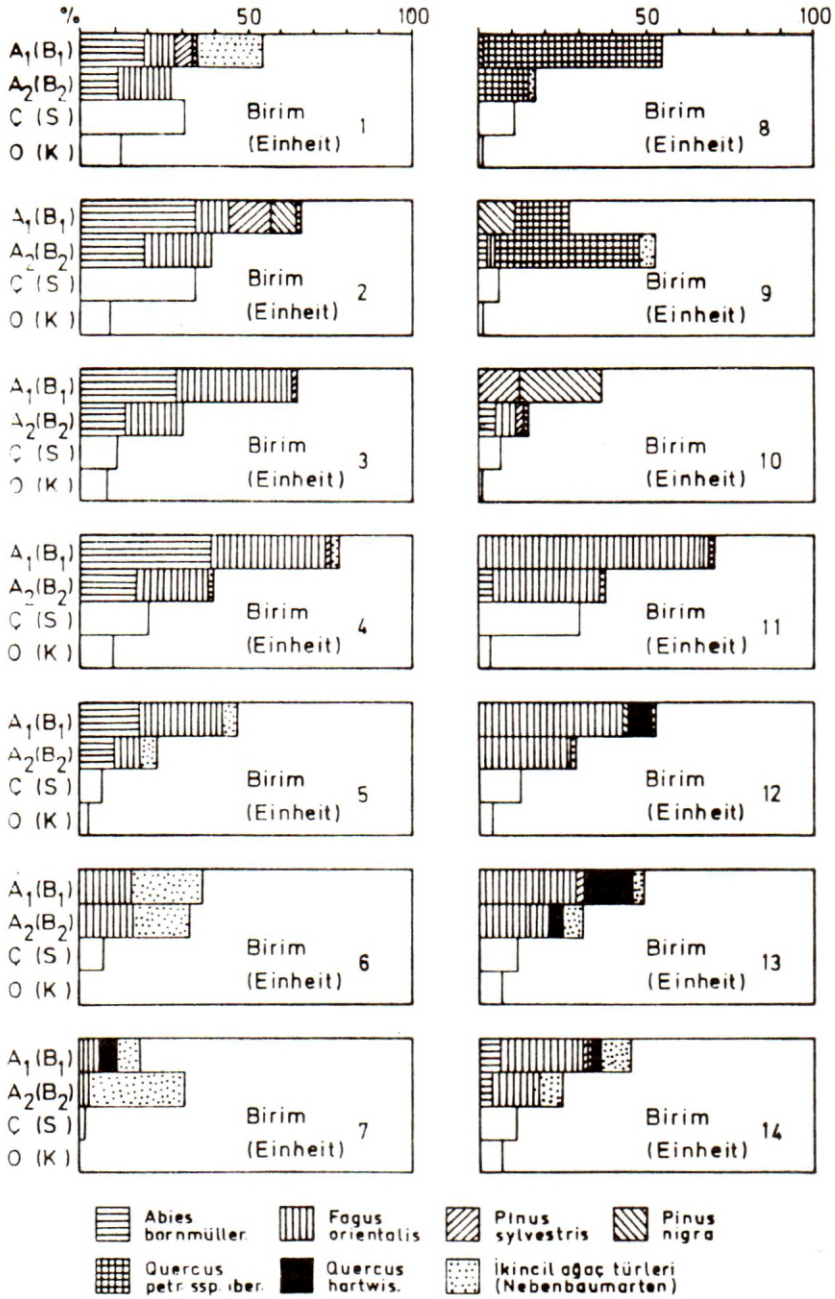 % 50 100 0 50 100
A1(B1)
A2(B2)
Ç (S)
O (K)
Birim
(Einheit) 1
Birim
(Einheit) 8
A1(B1)
A2(B2)
Ç (S)
O (K)
Birim
(Einheit) 2
Birim
(Einheit) 9
A1(B1)
A2(B2)
Ç (S)
O (K)
Birim
(Einheit) 3
Birim
(Einheit) 10
A1(B1)
A2(B2)
Ç (S)
O (K)
Birim
(Einheit) 4
Birim
(Einheit) 11
A1(B1)
A2(B2)
Ç (S)
O (K)
Birim
(Einheit) 5
Birim
(Einheit) 12
A1(B1)
A2(B2)
Ç (S)
O (K)
Birim
(Einheit) 6
Birim
(Einheit) 13
A1(B1)
A2(B2)
Ç (S)
O (K)
Birim
(Einheit) 7
Birim
(Einheit) 14
Abies
bornmüller.
Fagus
orientalis
Pinus
sylvestris
Pinus
nigra
Quercus
petr. ssp. iber.
Quercus
hartwis.
İkincil ağaç türleri
(Nebenbaumarten)